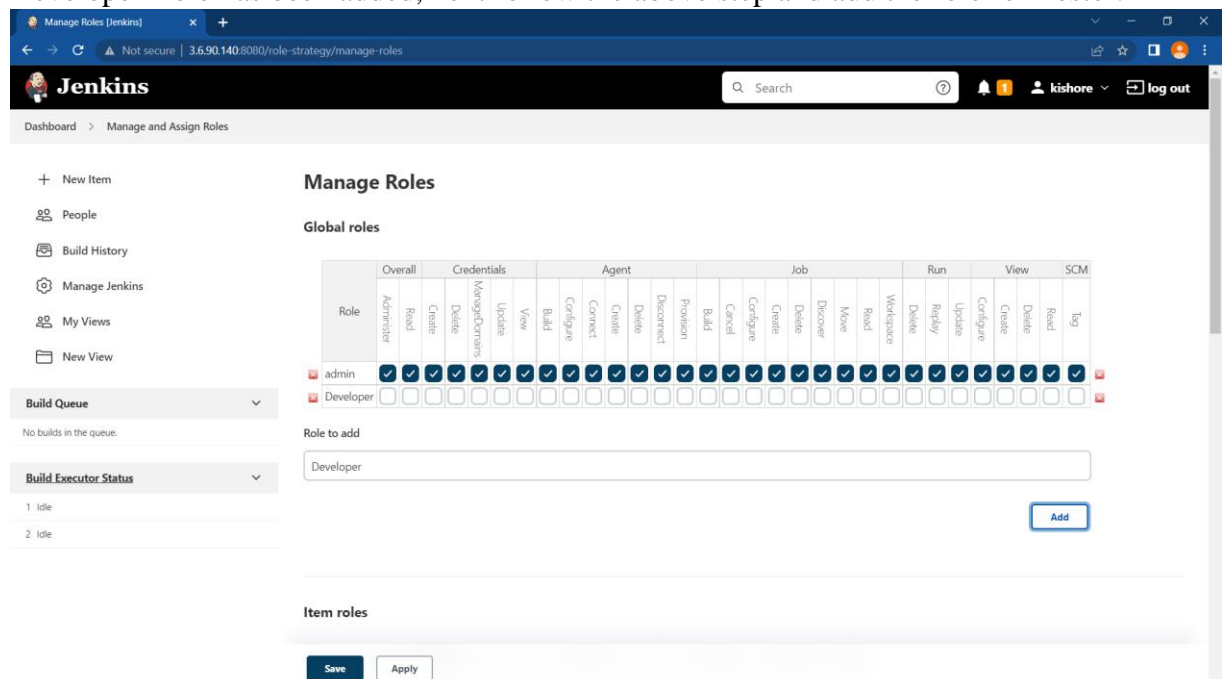 Manage Roles [Jenkins]
Not secure | 3.6.90.140:8080/role-strategy/manage-roles
Jenkins
Search
1
kishore
log out
Dashboard > Manage and Assign Roles
New Item
People
Build History
Manage Jenkins
My Views
New View
Build Queue
No builds in the queue.
Build Executor Status
1 Idle
2 Idle
Manage Roles
Global roles
Role
Overall Credentials Agent Job Run View SCM
Administer Read Create Delete ManageDomains Update View Build Configure Connect Create Delete Disconnect Provision Build Cancel Configure Create Delete Discover Move Read Workspace Delete Replay Update Configure Create Delete Read Tag
admin
Developer
Role to add
Developer
Add
Item roles
Save Apply